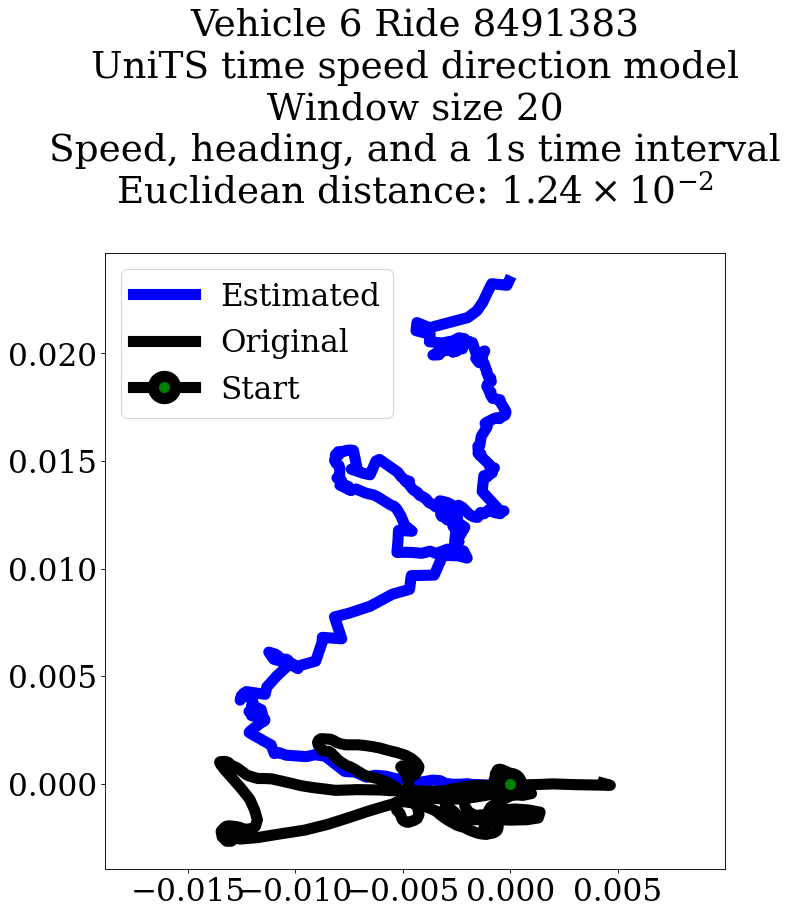 Vehicle 6 Ride 8491383
UniTS time speed direction model
Window size 20
Speed, heading, and a 1s time interval
Euclidean distance: 1.24 × 10⁻²
Estimated
Original
Start
0.020
0.015
0.010
0.005
0.000
−0.015 −0.010 −0.005 0.000 0.005